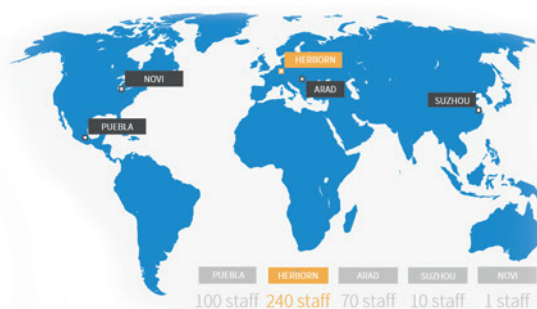 HERBORN
NOVI
ARAD
SUZHOU
PUEBLA
PUEBLA HERBORN ARAD SUZHOU NOVI
100 staff 240 staff 70 staff 10 staff 1 staff